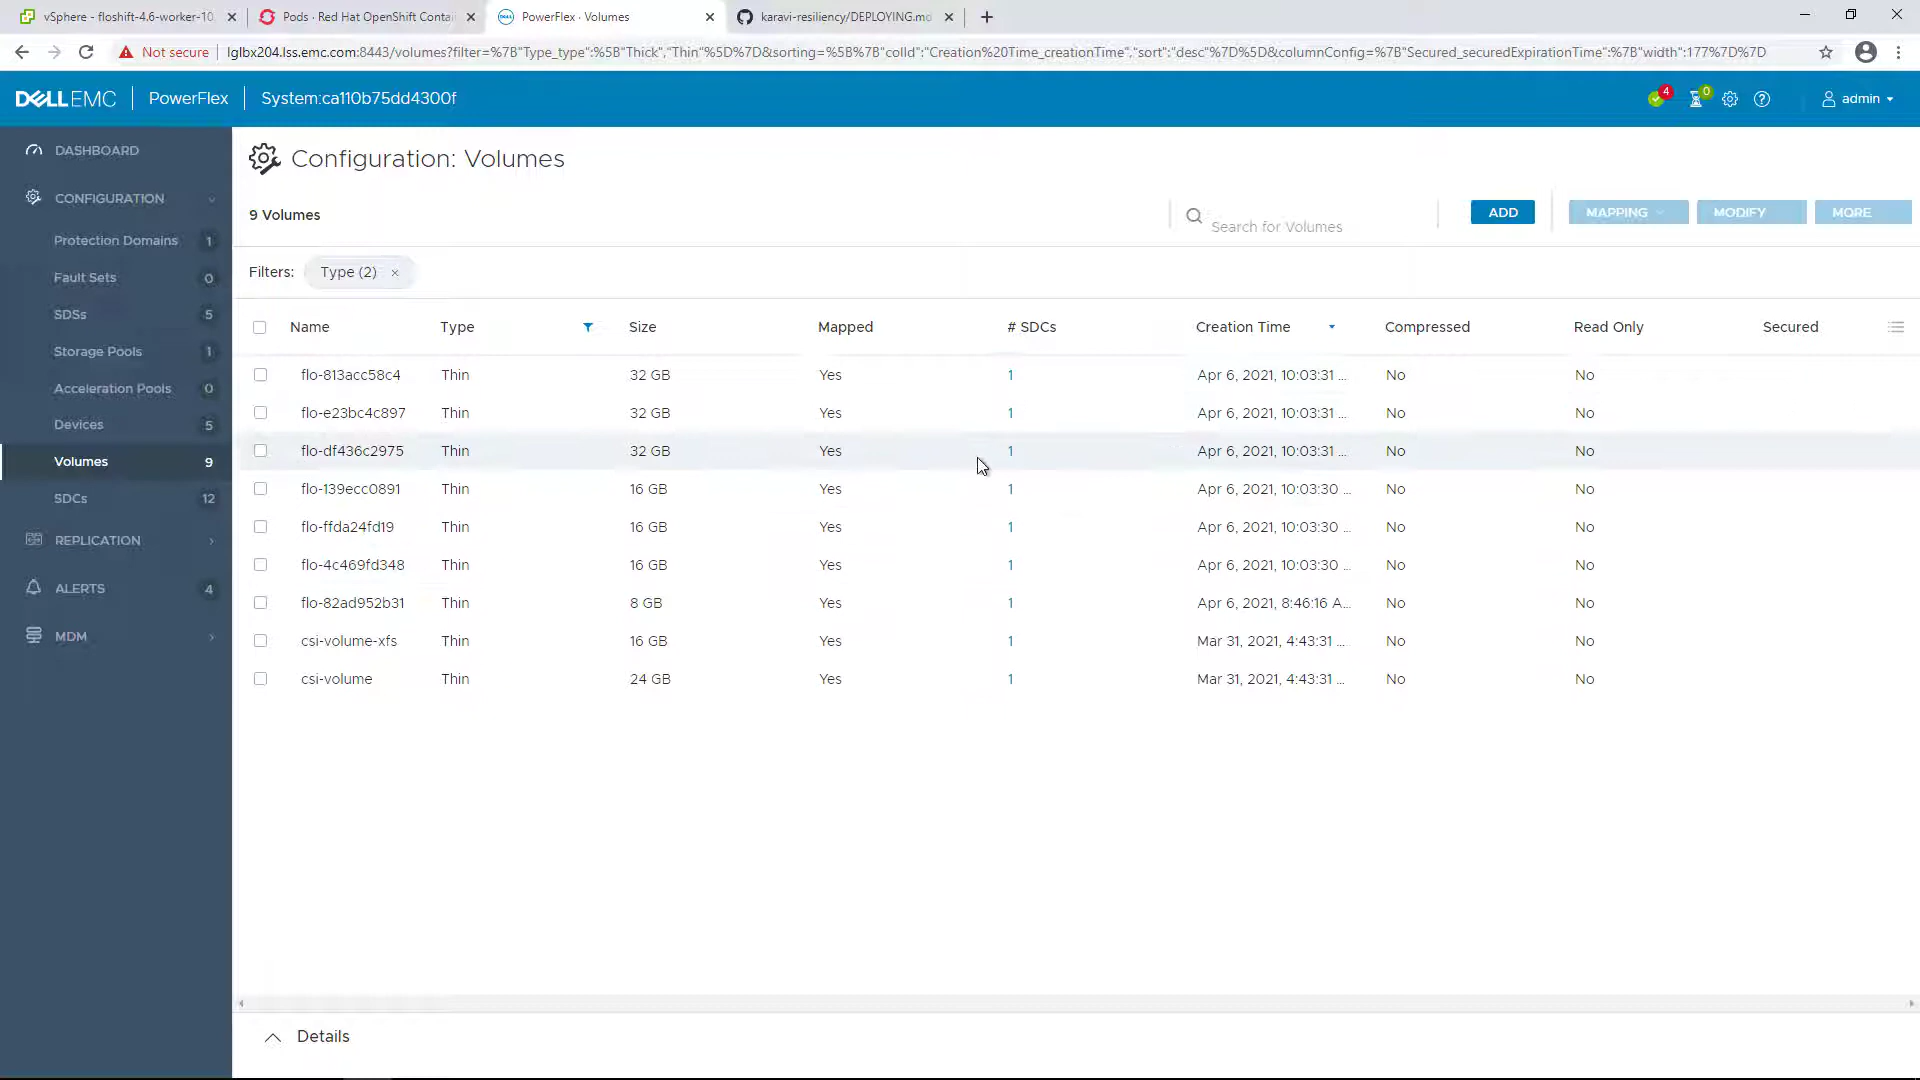 vSphere - floshift-4.6-worker-10
Pods · Red Hat OpenShift Contai
PowerFlex · Volumes
karavi-resiliency/DEPLOYING.md
Not secure
lglbx204.lss.emc.com:8443/volumes?filter=%7B"Type_type":%5B"Thick","Thin"%5D%7D&sorting=%5B%7B"colId":"Creation%20Time_creationTime","sort":"desc"%7D%5D&columnConfig=%7B"Secured_securedExpirationTime":%7B"width":177%7D%7D
DELLEMC PowerFlex System:ca110b75dd4300f
4 0 admin
DASHBOARD
CONFIGURATION
Protection Domains 1
Fault Sets 0
SDSs 5
Storage Pools 1
Acceleration Pools 0
Devices 5
Volumes 9
SDCs 12
REPLICATION
ALERTS 4
MDM
Configuration: Volumes
9 Volumes
Search for Volumes
ADD
MAPPING
MODIFY
MORE
Filters: Type (2) ×
Name Type Size Mapped # SDCs Creation Time Compressed Read Only Secured
flo-813acc58c4 Thin 32 GB Yes 1 Apr 6, 2021, 10:03:31 ... No No
flo-e23bc4c897 Thin 32 GB Yes 1 Apr 6, 2021, 10:03:31 ... No No
flo-df436c2975 Thin 32 GB Yes 1 Apr 6, 2021, 10:03:31 ... No No
flo-139ecc0891 Thin 16 GB Yes 1 Apr 6, 2021, 10:03:30 ... No No
flo-ffda24fd19 Thin 16 GB Yes 1 Apr 6, 2021, 10:03:30 ... No No
flo-4c469fd348 Thin 16 GB Yes 1 Apr 6, 2021, 10:03:30 ... No No
flo-82ad952b31 Thin 8 GB Yes 1 Apr 6, 2021, 8:46:16 A... No No
csi-volume-xfs Thin 16 GB Yes 1 Mar 31, 2021, 4:43:31 ... No No
csi-volume Thin 24 GB Yes 1 Mar 31, 2021, 4:43:31 ... No No
Details